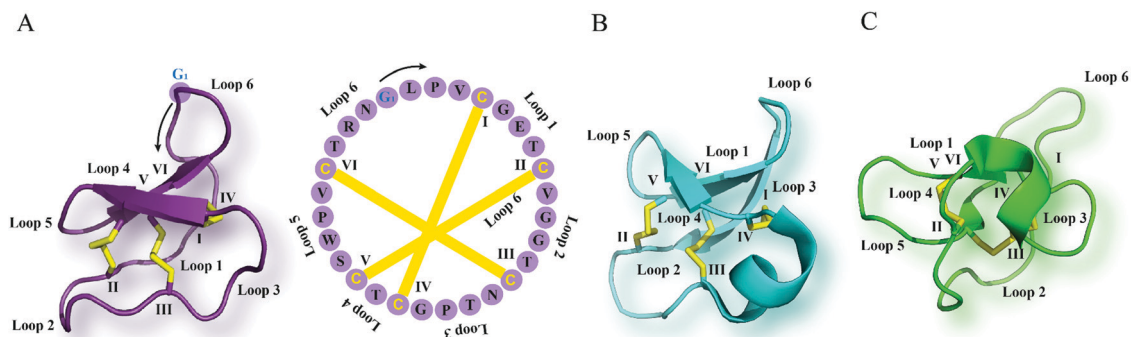 A
G1
Loop 6
Loop 4
VI
V
IV
Loop 5
I
Loop 1
II
III
Loop 3
Loop 2
G1 L P V C G E T C V G G T C N T P G C T C S W P V C T R N
Loop 6
I
Loop 1
II
Loop 6
Loop 2
III
Loop 3
IV
Loop 4
V
Loop 5
VI
B
Loop 6
Loop 5
Loop 1
VI
V
Loop 3
I
Loop 4
II
IV
Loop 2
III
C
Loop 6
Loop 1
I
V
VI
Loop 4
IV
II
Loop 3
Loop 5
III
Loop 2